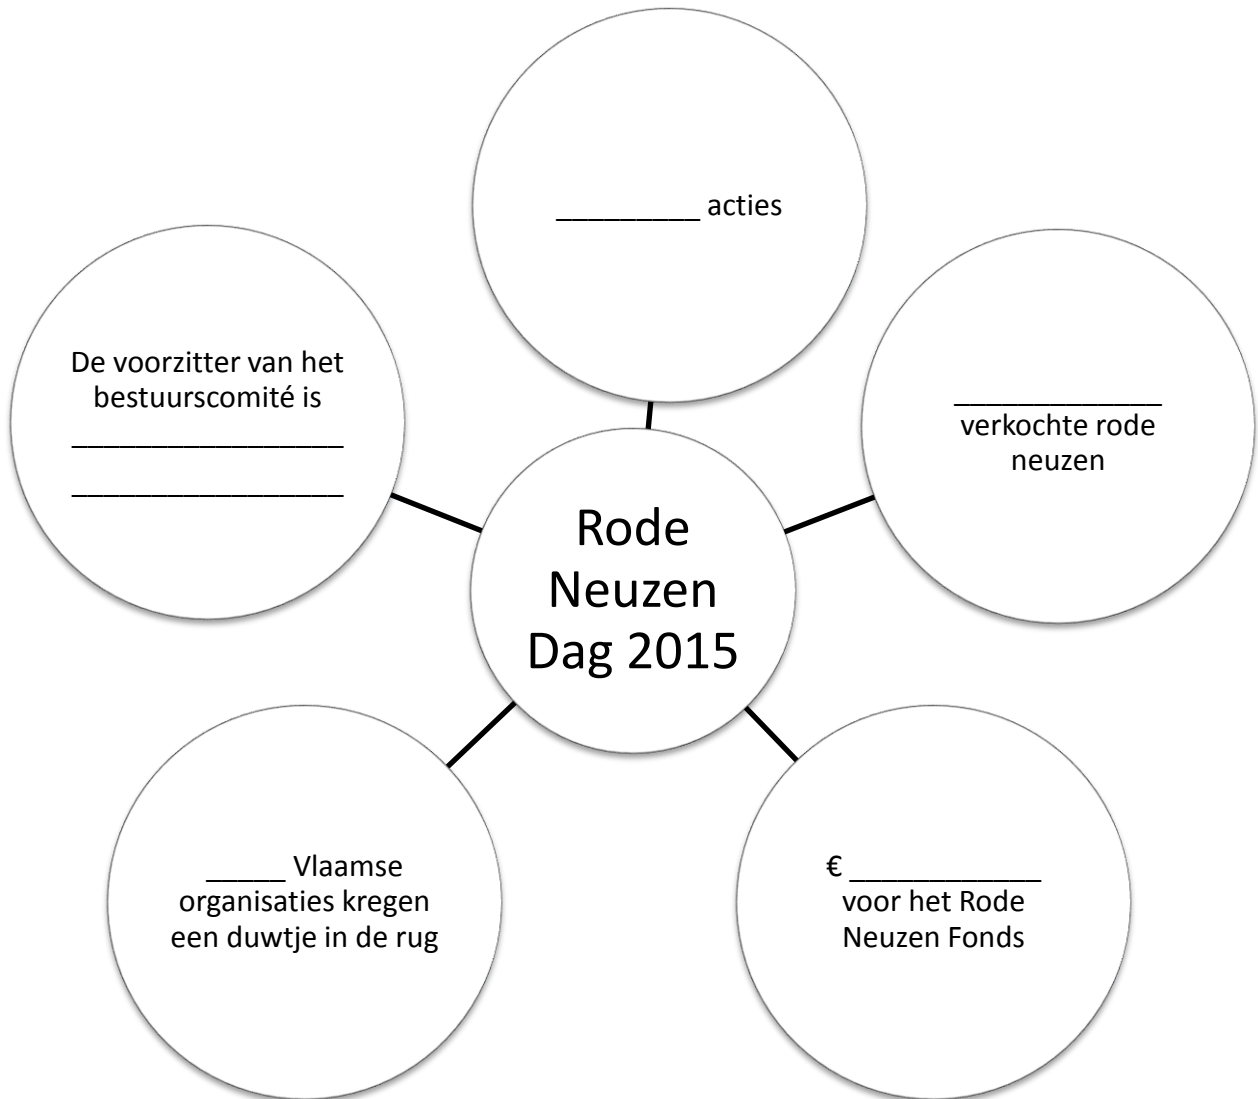 _________ acties
De voorzitter van het
bestuurscomité is
_________________
_________________
_____________
verkochte rode
neuzen
Rode
Neuzen
Dag 2015
_____ Vlaamse
organisaties kregen
een duwtje in de rug
€ ____________
voor het Rode
Neuzen Fonds